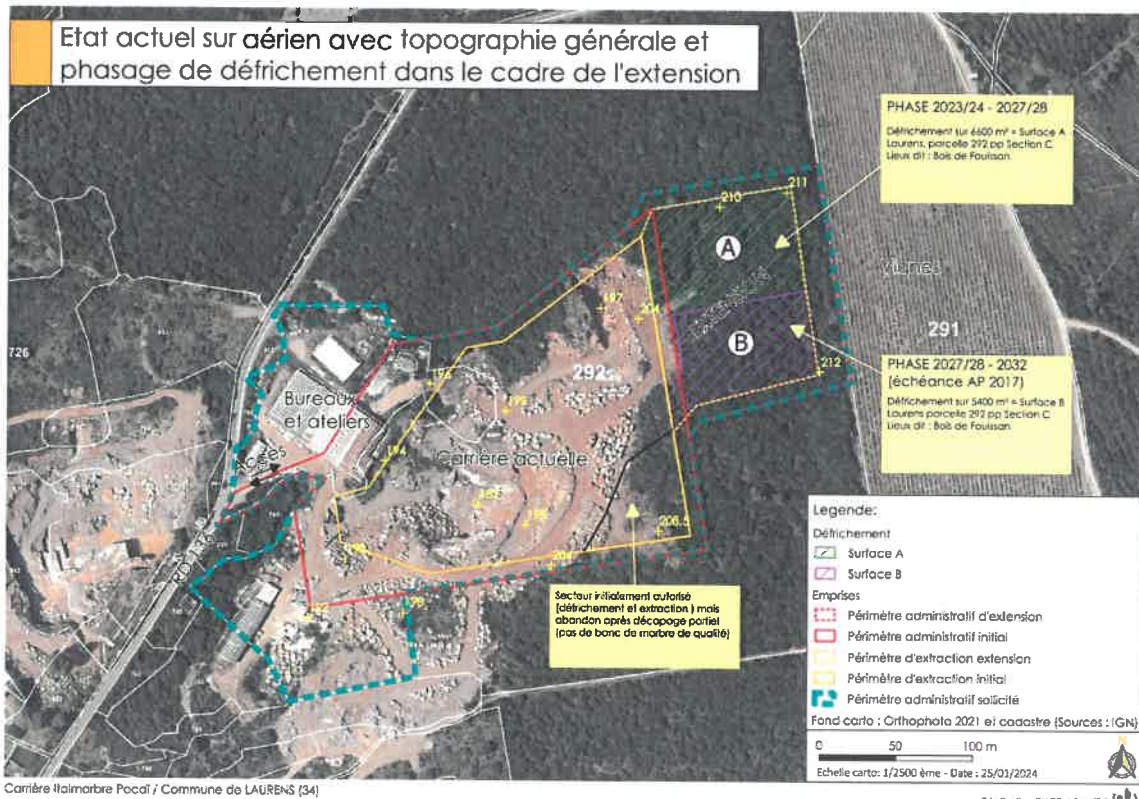 Etat actuel sur aérien avec topographie générale et
phasage de défrichement dans le cadre de l'extension
PHASE 2023/24 - 2027/28
Défrichement sur 6600 m² = Surface A
Laurens, parcelle 292 pp Section C
Lieux dit : Bois de Fouisson
211
210
A
Vignes
197
204
EXTENSION
291
B
726
292
212
PHASE 2027/28 - 2032
(échéance AP 2017)
Défrichement sur 5400 m² = Surface B
Laurens parcelle 292 pp Section C
Lieux dit : Bois de Fouisson
Bureaux
et ateliers
194
Carrière actuelle
Accès
206.5
204
Secteur initialement autorisé
(défrichement et extraction) mais
abandon après décapage partiel
(pas de banc de marbre de qualité)
Legende:
Défrichement
Surface A
Surface B
Emprises
Périmètre administratif d'extension
Périmètre administratif initial
Périmètre d'extraction extension
Périmètre d'extraction initial
Périmètre administratif sollicité
Fond carto : Orthophoto 2021 et cadastre (Sources : IGN)
0 50 100 m
N
Echelle carto: 1/2500 ème - Date : 25/01/2024
Carrière Italmarbre Pocaï / Commune de LAURENS (34)